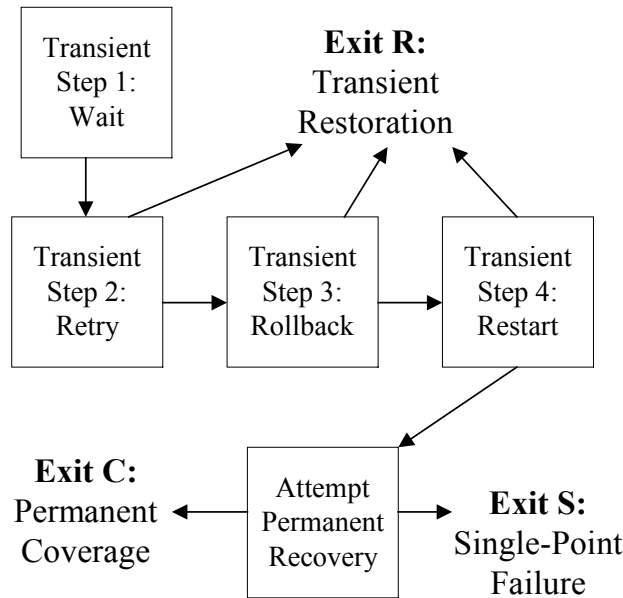 Transient
Step 1:
Wait
Exit R:
Transient
Restoration
Transient
Step 2:
Retry
Transient
Step 3:
Rollback
Transient
Step 4:
Restart
Exit C:
Permanent
Coverage
Attempt
Permanent
Recovery
Exit S:
Single-Point
Failure